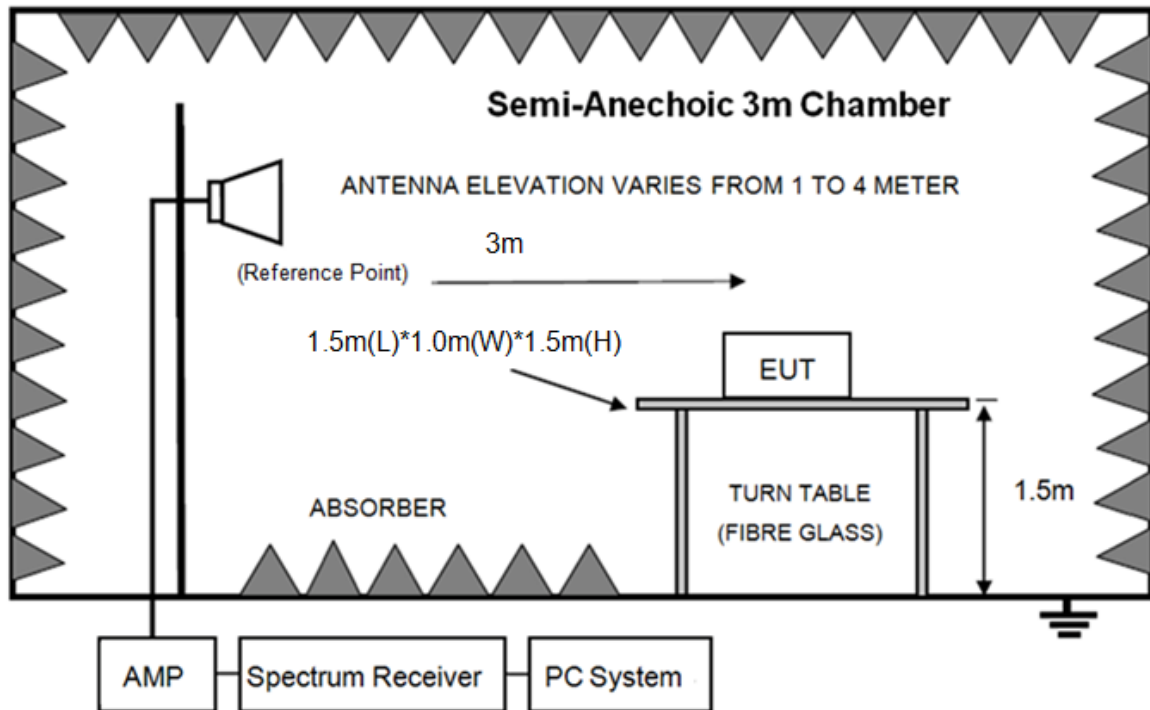 Semi-Anechoic 3m Chamber
ANTENNA ELEVATION VARIES FROM 1 TO 4 METER
3m
(Reference Point)
1.5m(L)*1.0m(W)*1.5m(H)
EUT
TURN TABLE
(FIBRE GLASS)
1.5m
ABSORBER
AMP
Spectrum Receiver
PC System